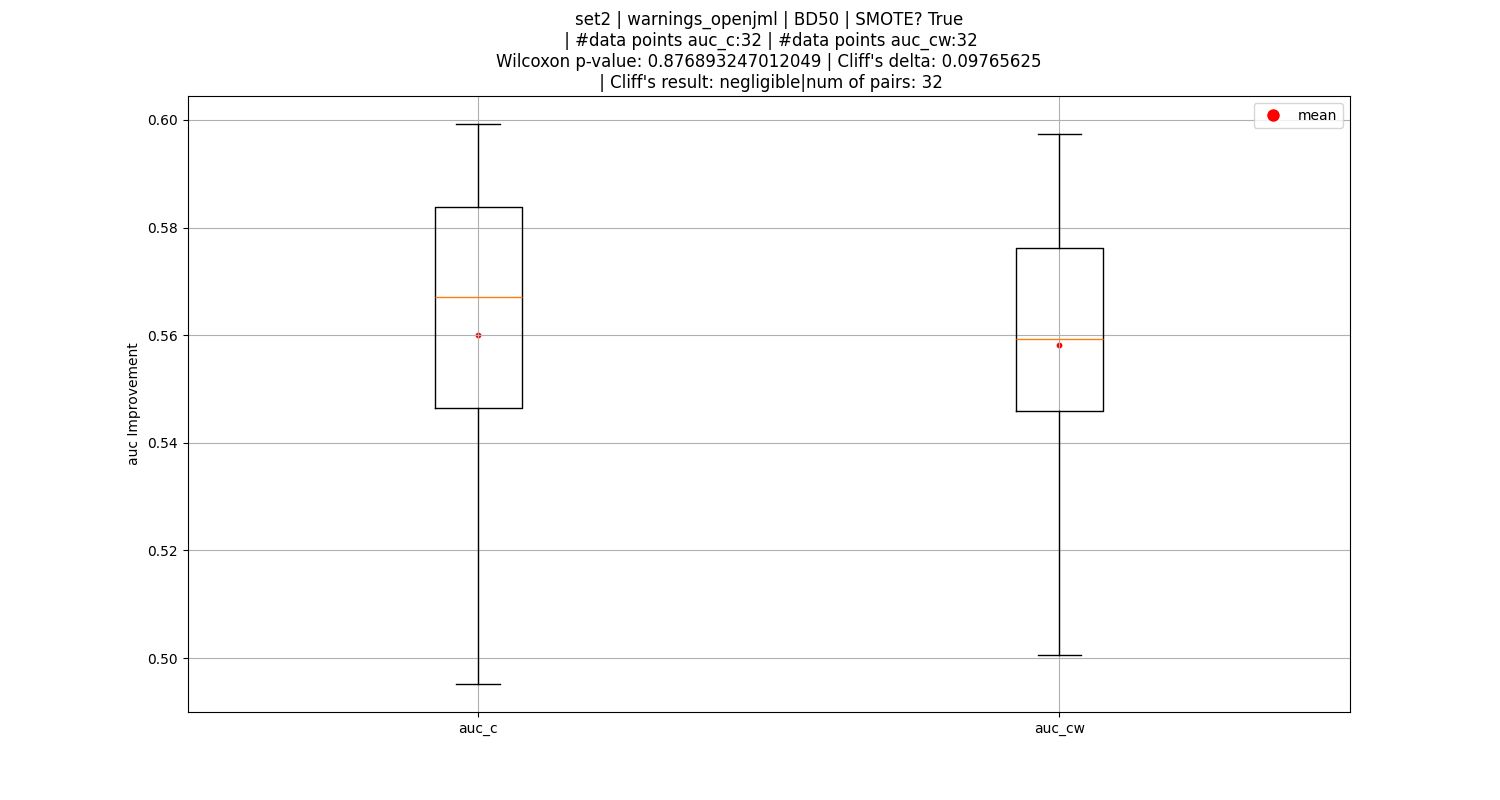 set2 | warnings_openjml | BD50 | SMOTE? True
| #data points auc_c:32 | #data points auc_cw:32
Wilcoxon p-value: 0.876893247012049 | Cliff's delta: 0.09765625
| Cliff's result: negligible|num of pairs: 32
mean
0.60
0.58
0.56
0.54
0.52
0.50
auc Improvement
auc_c
auc_cw